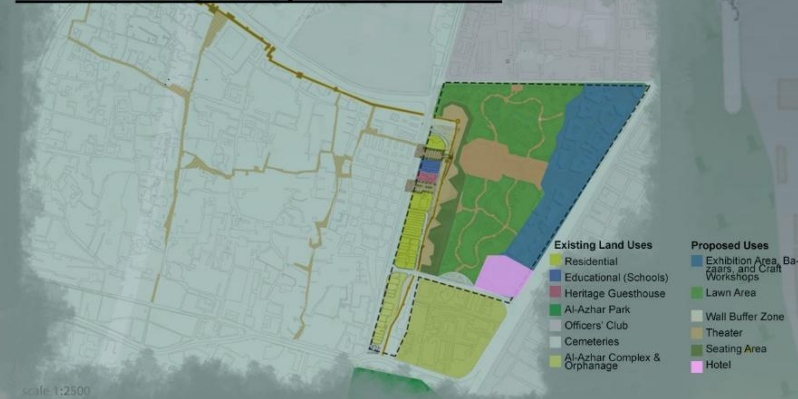 Existing Land Uses
Residential
Educational (Schools)
Heritage Guesthouse
Al-Azhar Park
Officers' Club
Cemeteries
Al-Azhar Complex &
Orphanage
Proposed Uses
Exhibition Area, Ba-
zaars, and Craft
Workshops
Lawn Area
Wall Buffer Zone
Theater
Seating Area
Hotel
scale 1:2500